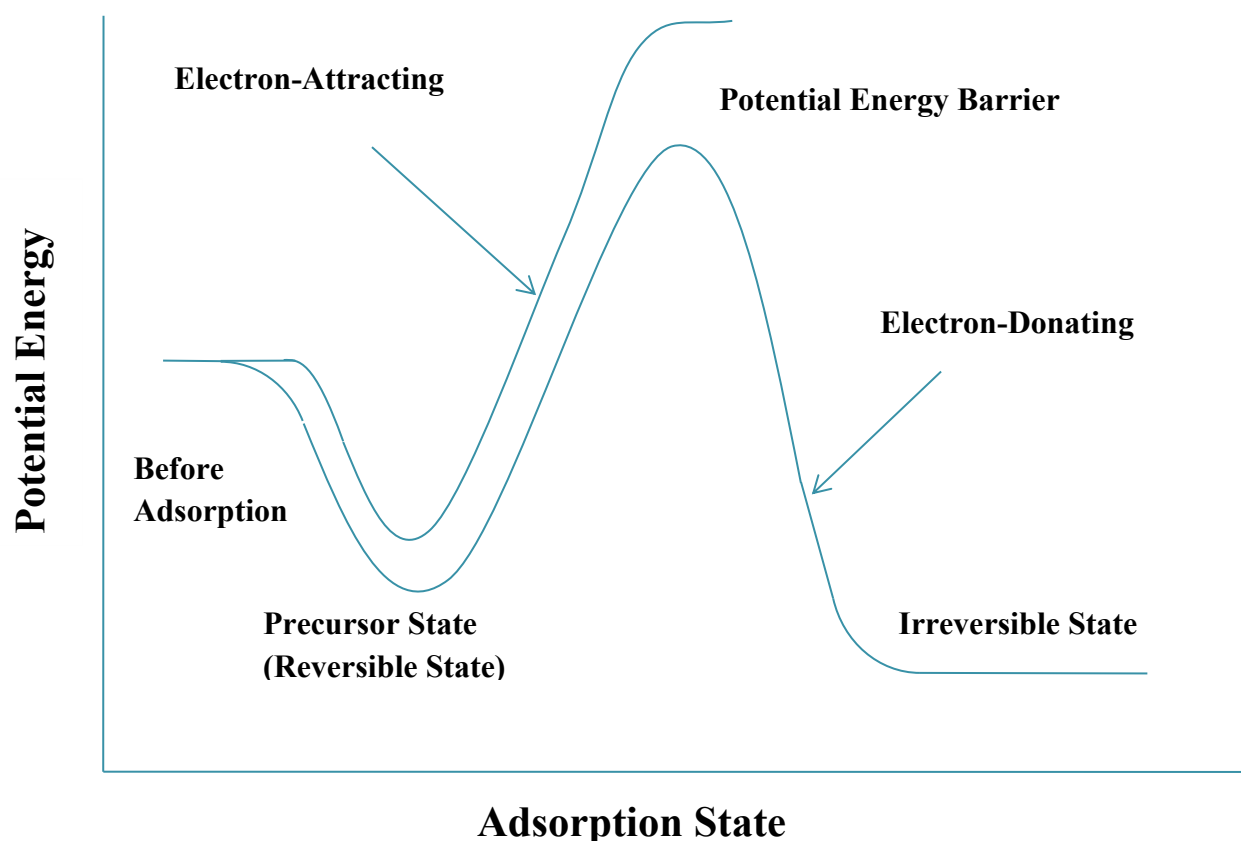 Electron-Attracting
Potential Energy Barrier
Potential Energy
Electron-Donating
Before
Adsorption
Precursor State
(Reversible State)
Irreversible State
Adsorption State